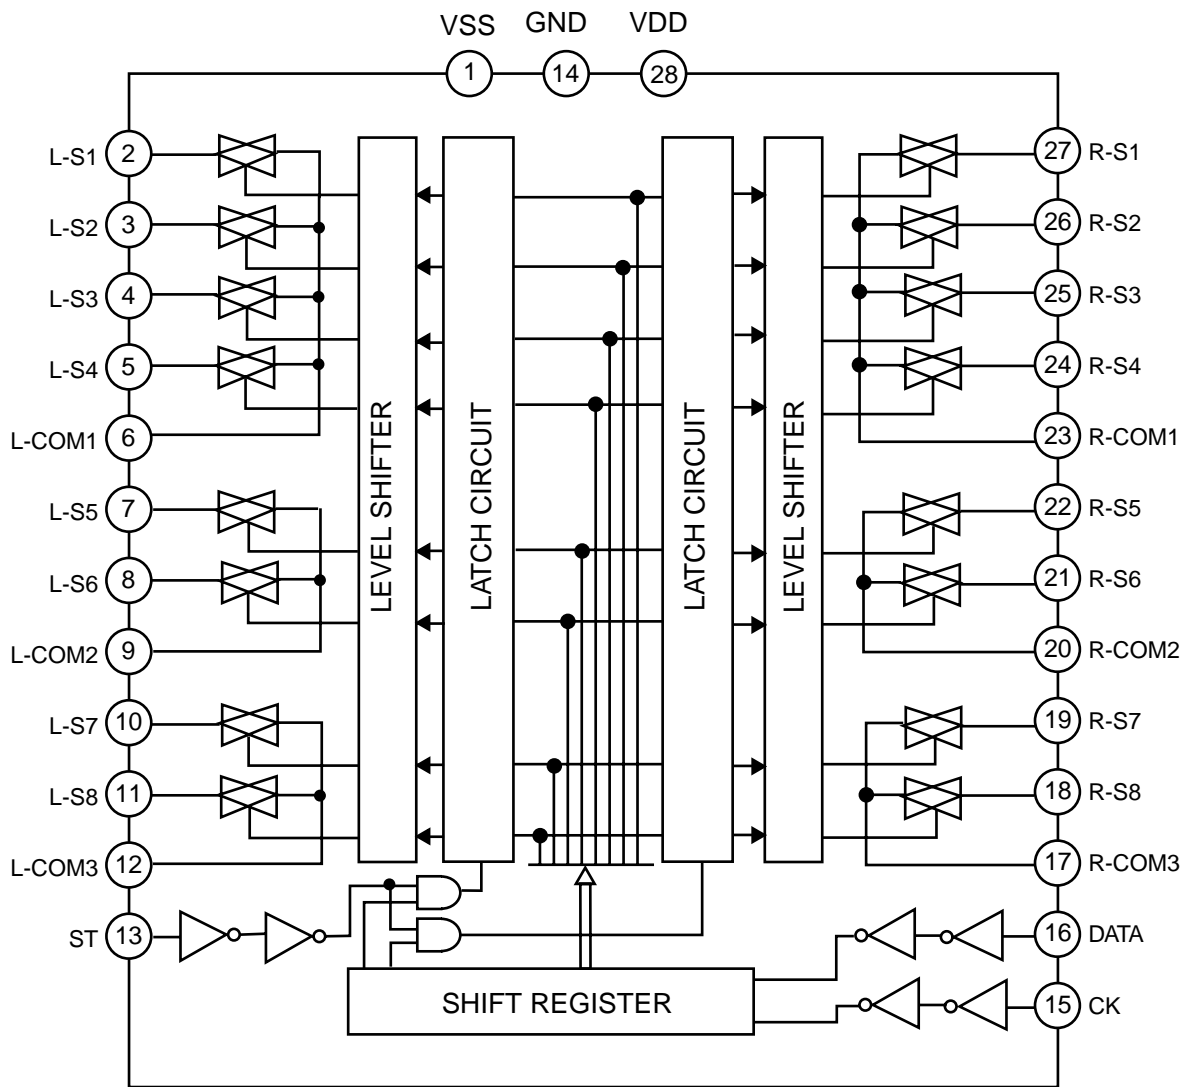 VSS GND VDD
1 14 28
L-S1 2 27 R-S1
L-S2 3 26 R-S2
L-S3 4 25 R-S3
L-S4 5 24 R-S4
L-COM1 6 23 R-COM1
LEVEL SHIFTER LATCH CIRCUIT LATCH CIRCUIT LEVEL SHIFTER
L-S5 7 22 R-S5
L-S6 8 21 R-S6
L-COM2 9 20 R-COM2
L-S7 10 19 R-S7
L-S8 11 18 R-S8
L-COM3 12 17 R-COM3
ST 13 16 DATA
SHIFT REGISTER 15 CK